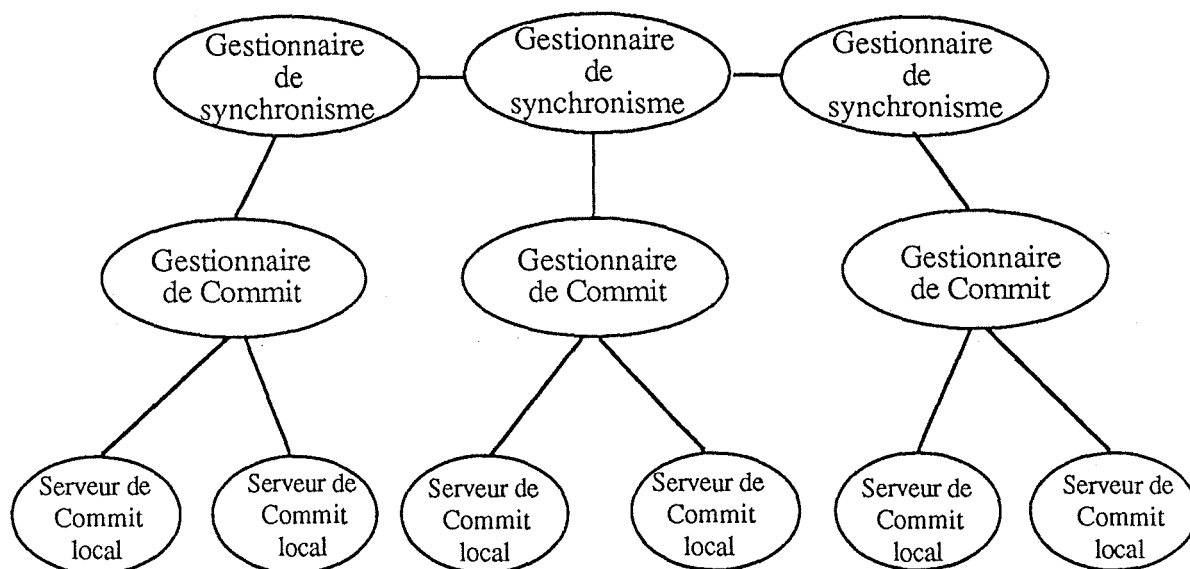 Gestionnaire
de
synchronisme
Gestionnaire
de
synchronisme
Gestionnaire
de
synchronisme
Gestionnaire
de Commit
Gestionnaire
de Commit
Gestionnaire
de Commit
Serveur de
Commit
local
Serveur de
Commit
local
Serveur de
Commit
local
Serveur de
Commit
local
Serveur de
Commit
local
Serveur de
Commit
local